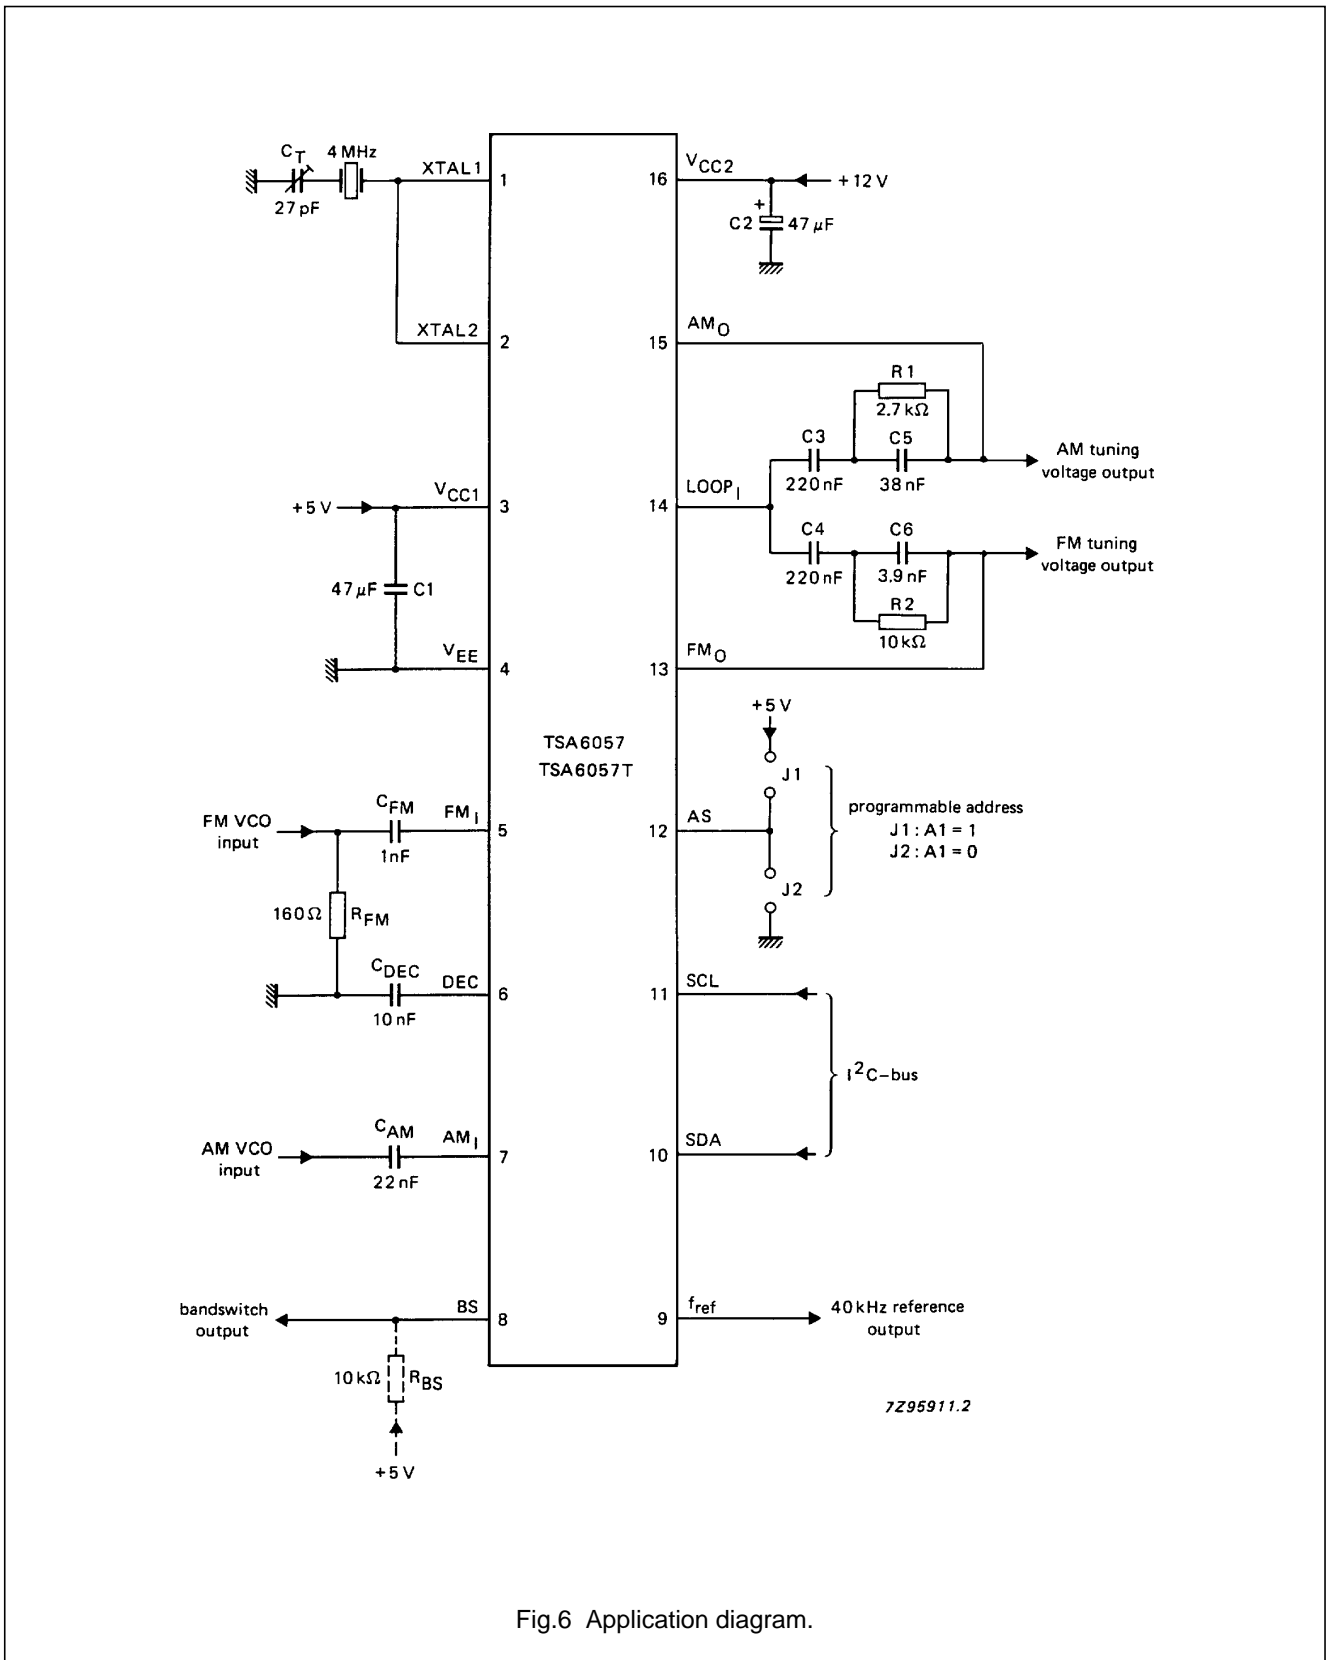 C_T
4 MHz
XTAL1
1
27 pF
XTAL2
2
+5 V
V_CC1
3
47 µF
C1
V_EE
4
TSA6057
TSA6057T
FM VCO
input
C_FM
1nF
FM_I
5
160Ω
R_FM
C_DEC
10 nF
DEC
6
AM VCO
input
C_AM
22 nF
AM_I
7
bandswitch
output
BS
8
10 kΩ
R_BS
+5 V
16
V_CC2
+12 V
+
C2
47 µF
15
AM_O
R1
2.7 kΩ
C3
220 nF
C5
38 nF
AM tuning
voltage output
14
LOOP_I
C4
220 nF
C6
3.9 nF
R2
10 kΩ
FM tuning
voltage output
13
FM_O
+5 V
J1
12
AS
J2
programmable address
J1 : A1 = 1
J2 : A1 = 0
11
SCL
I²C-bus
10
SDA
9
f_ref
40 kHz reference
output
7Z95911.2
Fig.6 Application diagram.